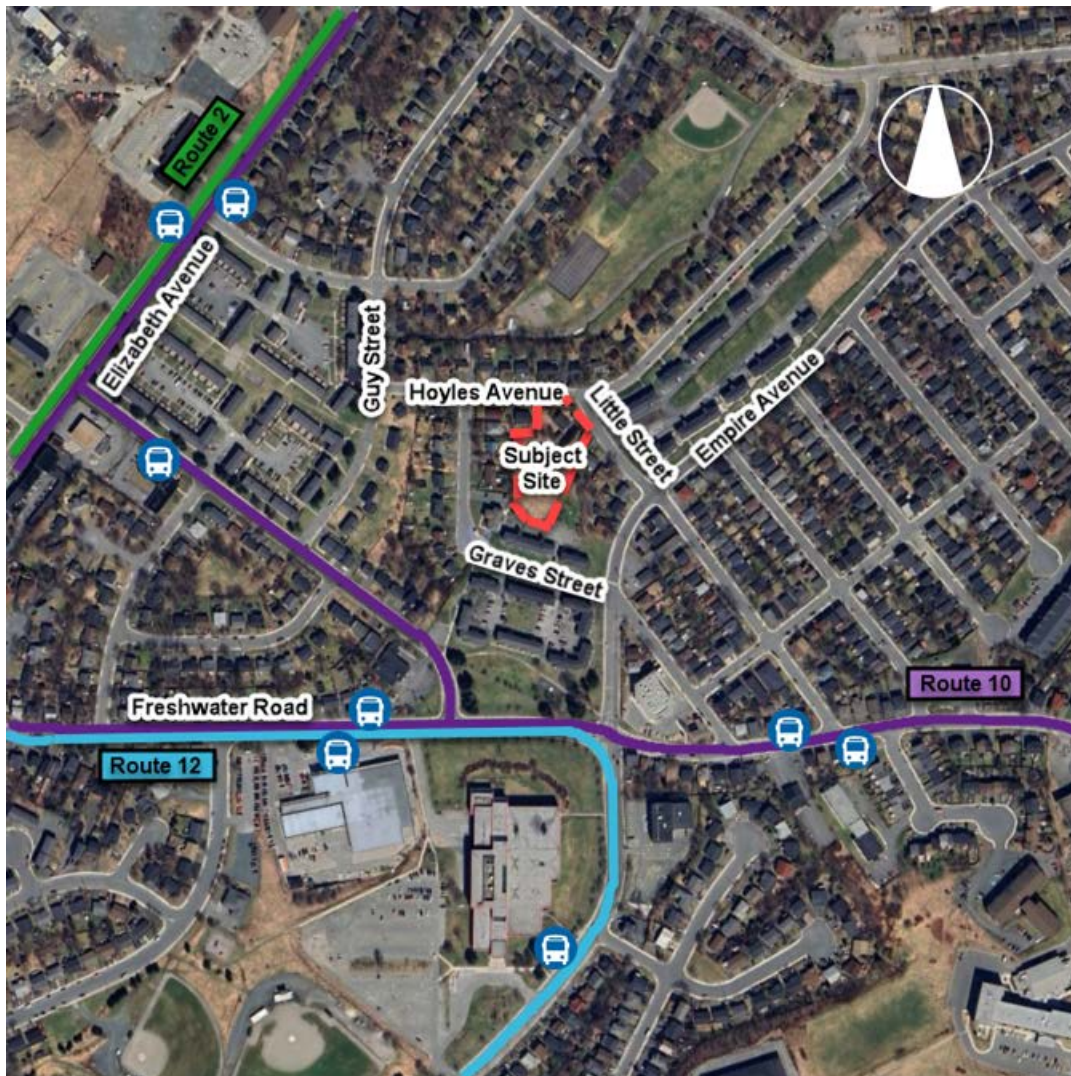 Route 2
Elizabeth Avenue
Guy Street
Hoyles Avenue
Little Street
Empire Avenue
Subject
Site
Graves Street
Route 10
Freshwater Road
Route 12